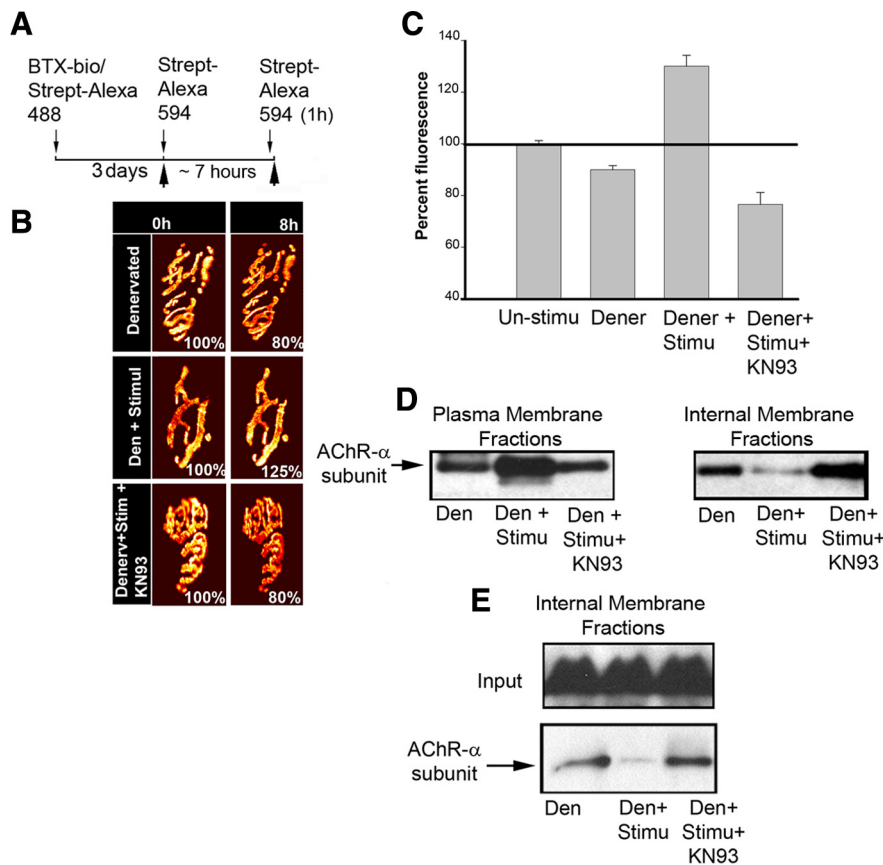 A
BTX-bio/
Strept-Alexa
488
Strept-
Alexa
594
Strept-
Alexa
594 (1h)
3 days
~ 7 hours
B
0h
8h
Denervated
100%
80%
Den + Stimul
100%
125%
Denerv+Stim +
KN93
100%
80%
C
Percent fluorescence
140
120
100
80
60
40
Un-stimu
Dener
Dener +
Stimu
Dener+
Stimu+
KN93
D
Plasma Membrane
Fractions
Internal Membrane
Fractions
AChR-α
subunit
Den
Den +
Stimu
Den +
Stimu+
KN93
Den
Den+
Stimu
Den+
Stimu+
KN93
E
Internal Membrane
Fractions
Input
AChR-α
subunit
Den
Den+
Stimu
Den+
Stimu+
KN93